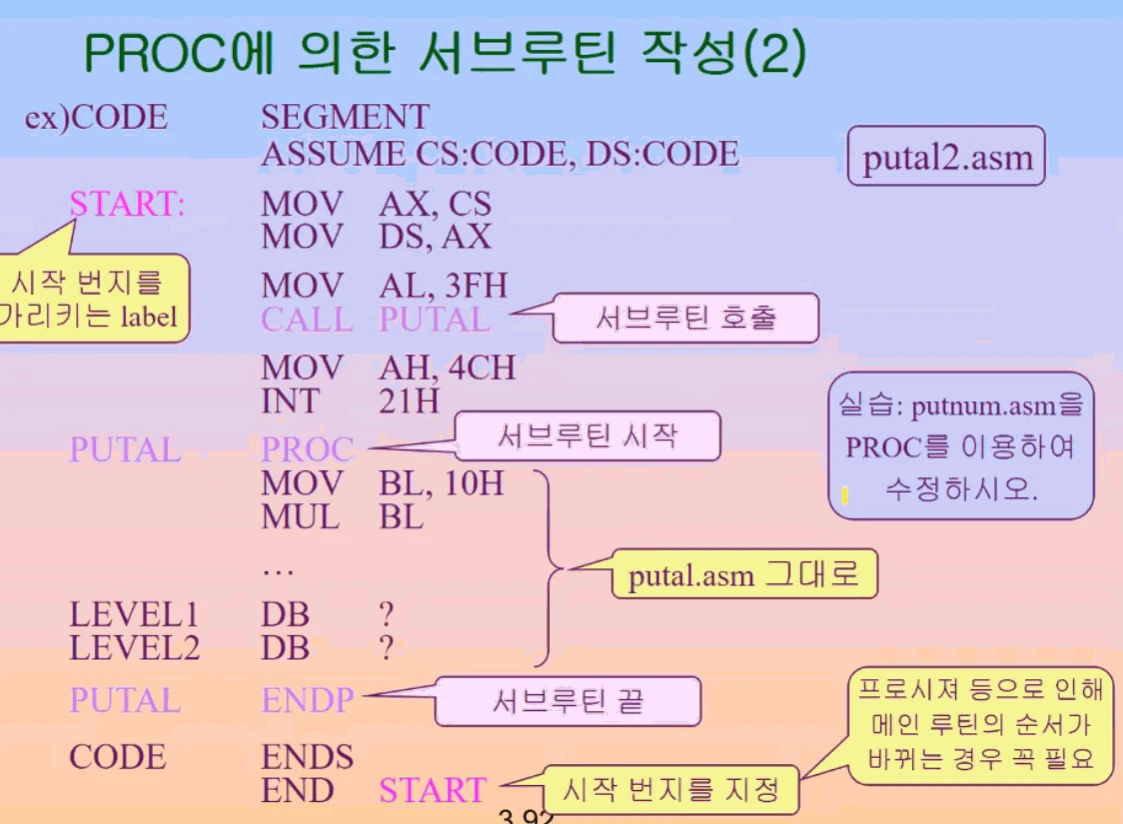 PROC에 의한 서브루틴 작성(2)
ex)CODE SEGMENT
ASSUME CS:CODE, DS:CODE
putal2.asm
START: MOV AX, CS
MOV DS, AX
시작 번지를
가리키는 label
MOV AL, 3FH
CALL PUTAL
서브루틴 호출
MOV AH, 4CH
INT 21H
실습: putnum.asm을
PROC를 이용하여
수정하시오.
PUTAL PROC
서브루틴 시작
MOV BL, 10H
MUL BL
…
putal.asm 그대로
LEVEL1 DB ?
LEVEL2 DB ?
PUTAL ENDP
서브루틴 끝
프로시져 등으로 인해
메인 루틴의 순서가
바뀌는 경우 꼭 필요
CODE ENDS
END START
시작 번지를 지정
3.92